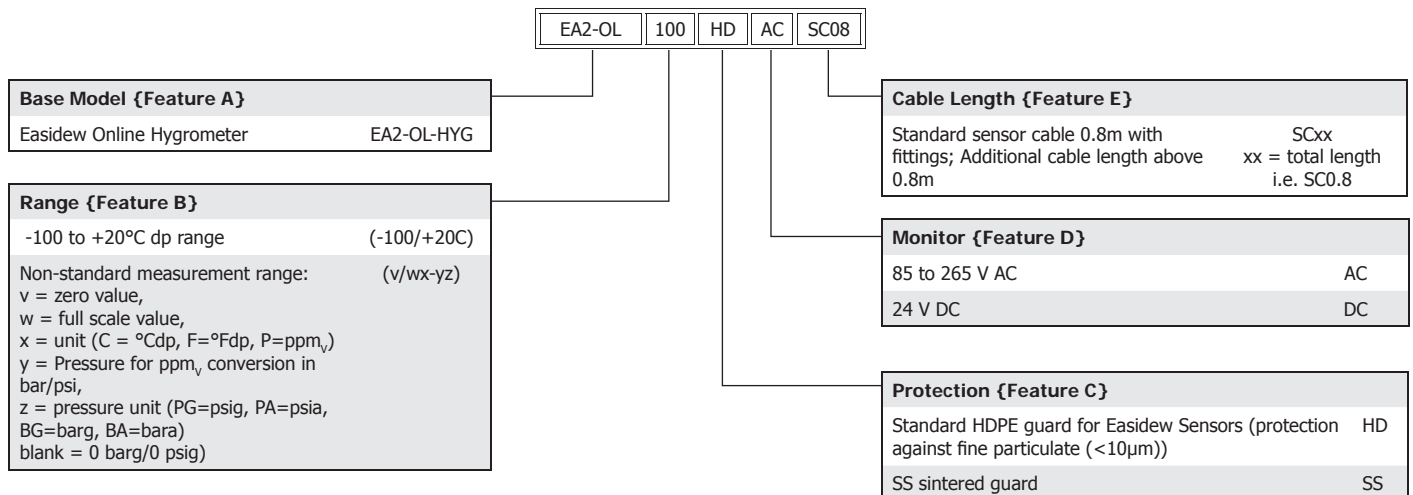 EA2-OL 100 HD AC SC08
Base Model {Feature A}
Easidew Online Hygrometer EA2-OL-HYG
Range {Feature B}
-100 to +20°C dp range (-100/+20C)
Non-standard measurement range: (v/wx-yz)
v = zero value,
w = full scale value,
x = unit (C = °Cdp, F=°Fdp, P=ppmV)
y = Pressure for ppmV conversion in
bar/psi,
z = pressure unit (PG=psig, PA=psia,
BG=barg, BA=bara)
blank = 0 barg/0 psig)
Cable Length {Feature E}
Standard sensor cable 0.8m with SCxx
fittings; Additional cable length above xx = total length
0.8m i.e. SC0.8
Monitor {Feature D}
85 to 265 V AC AC
24 V DC DC
Protection {Feature C}
Standard HDPE guard for Easidew Sensors (protection HD
against fine particulate (<10µm))
SS sintered guard SS